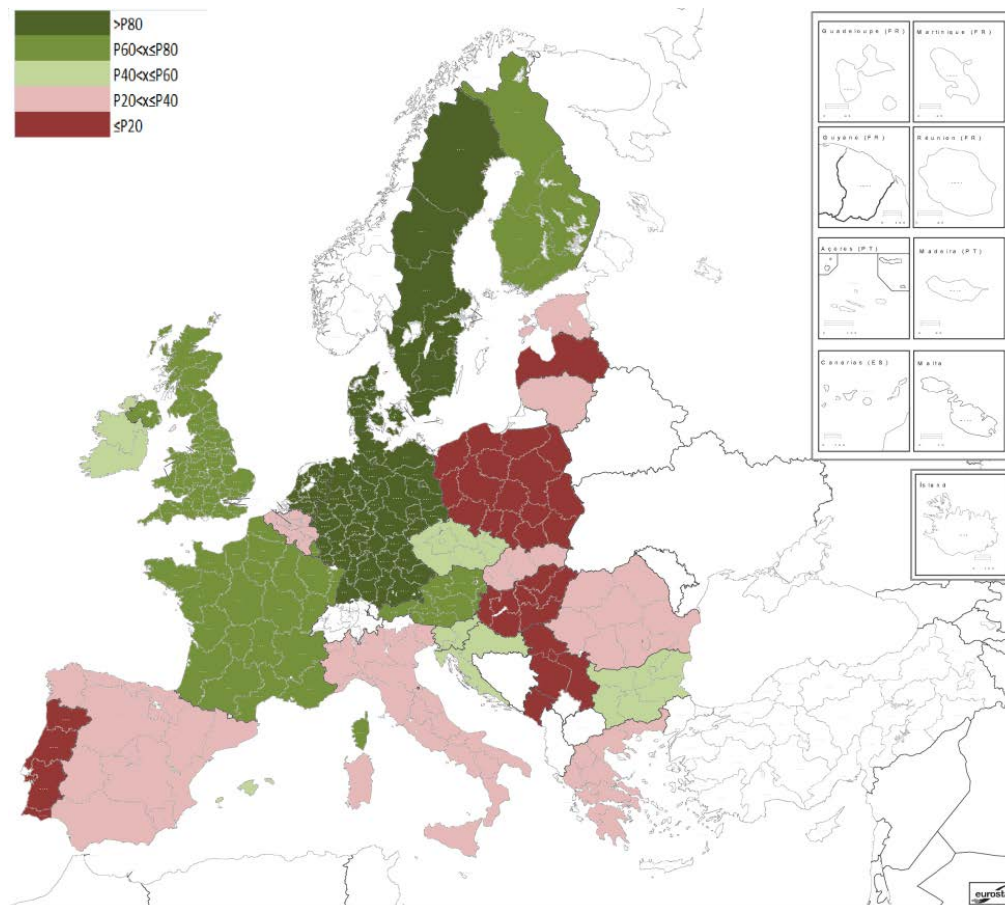 >P80
P60<x≤P80
P40<x≤P60
P20<x≤P40
≤P20
Guadeloupe (FR)
Martinique (FR)
Guyane (FR)
Réunion (FR)
Açores (PT)
Madeira (PT)
Canarias (ES)
Malta
Ísland
eurosta